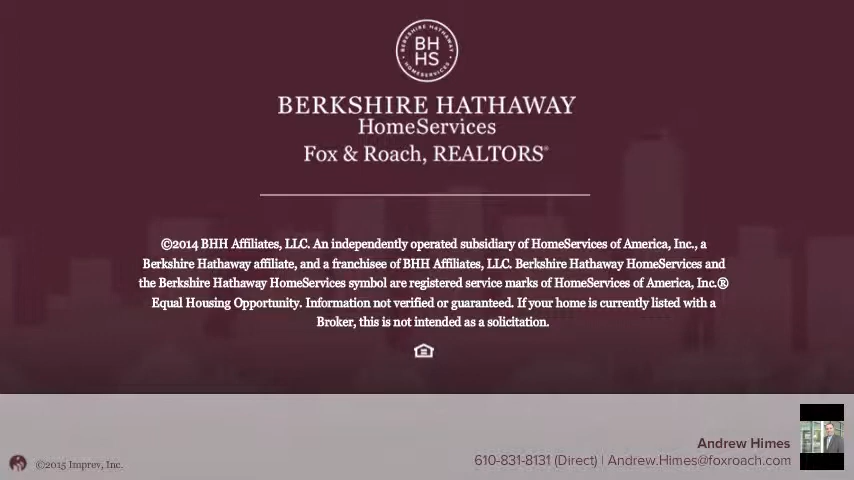 BERKSHIRE HATHAWAY
BH
HS
HOMESERVICES
BERKSHIRE HATHAWAY
HomeServices
Fox & Roach, REALTORS®
©2014 BHH Affiliates, LLC. An independently operated subsidiary of HomeServices of America, Inc., a
Berkshire Hathaway affiliate, and a franchisee of BHH Affiliates, LLC. Berkshire Hathaway HomeServices and
the Berkshire Hathaway HomeServices symbol are registered service marks of HomeServices of America, Inc.®
Equal Housing Opportunity. Information not verified or guaranteed. If your home is currently listed with a
Broker, this is not intended as a solicitation.
Andrew Himes
610-831-8131 (Direct) | Andrew.Himes@foxroach.com
©2015 Imprev, Inc.